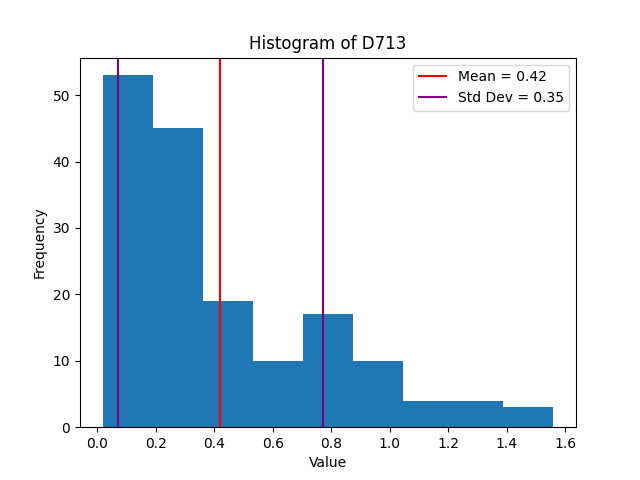 Histogram of D713
Mean = 0.42
Std Dev = 0.35
Frequency
50
40
30
20
10
0
0.0 0.2 0.4 0.6 0.8 1.0 1.2 1.4 1.6
Value